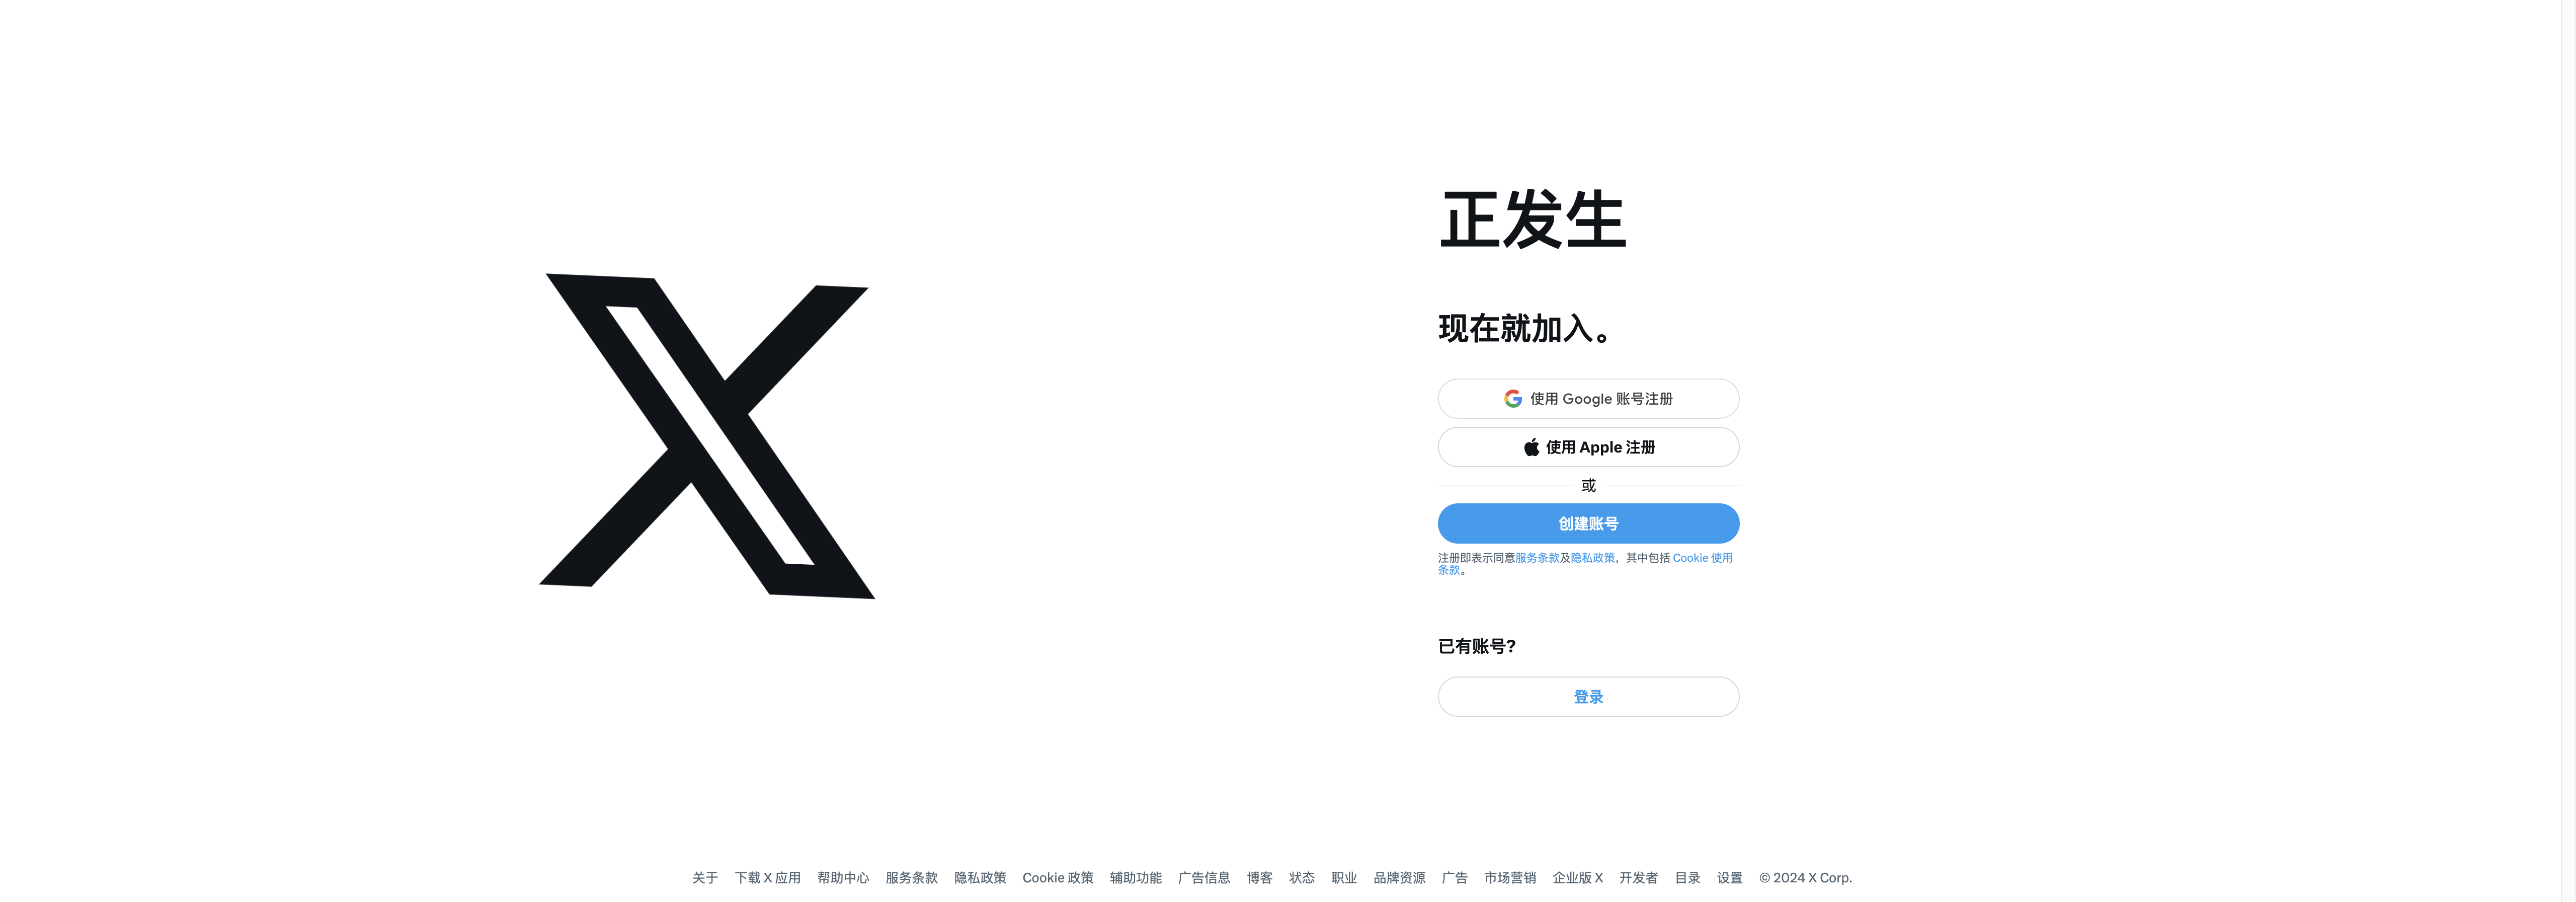 正发生
现在就加入。
使用 Google 账号注册
使用 Apple 注册
或
创建账号
注册即表示同意服务条款及隐私政策，其中包括 Cookie 使用
条款。
已有账号?
登录
关于 下载 X 应用 帮助中心 服务条款 隐私政策 Cookie 政策 辅助功能 广告信息 博客 状态 职业 品牌资源 广告 市场营销 企业版 X 开发者 目录 设置 © 2024 X Corp.